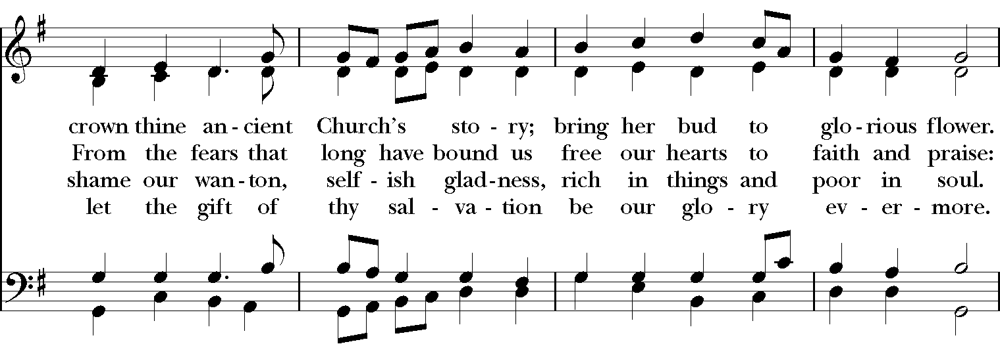 crown thine an - cient Church's sto - ry; bring her bud to glo - rious flower.
From the fears that long have bound us free our hearts to faith and praise:
shame our wan - ton, self - ish glad - ness, rich in things and poor in soul.
let the gift of thy sal - va - tion be our glo - ry ev - er - more.